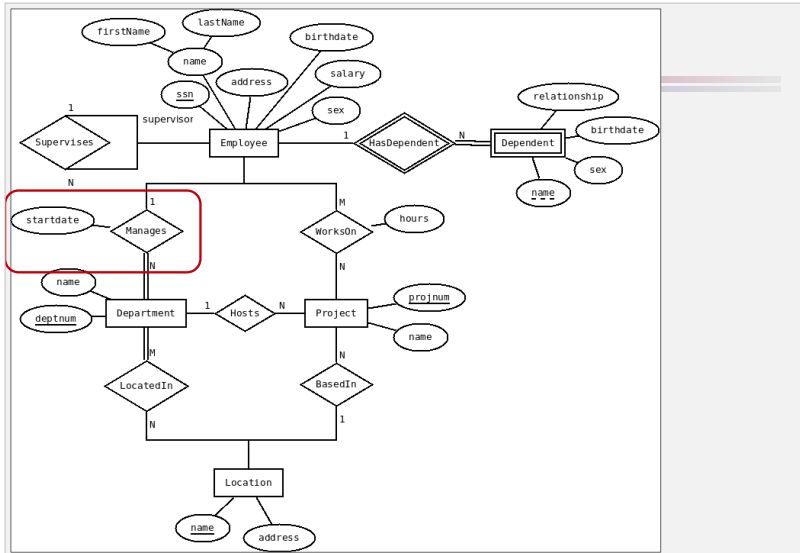 lastName
firstName
birthdate
name
salary
address
relationship
ssn
sex
1
supervisor
birthdate
1
N
Supervises
Employee
HasDependent
Dependent
sex
N
name
1
M
startdate
hours
Manages
WorksOn
N
N
name
projnum
1
N
deptnum
Department
Hosts
Project
name
M
N
LocatedIn
BasedIn
N
1
Location
name
address